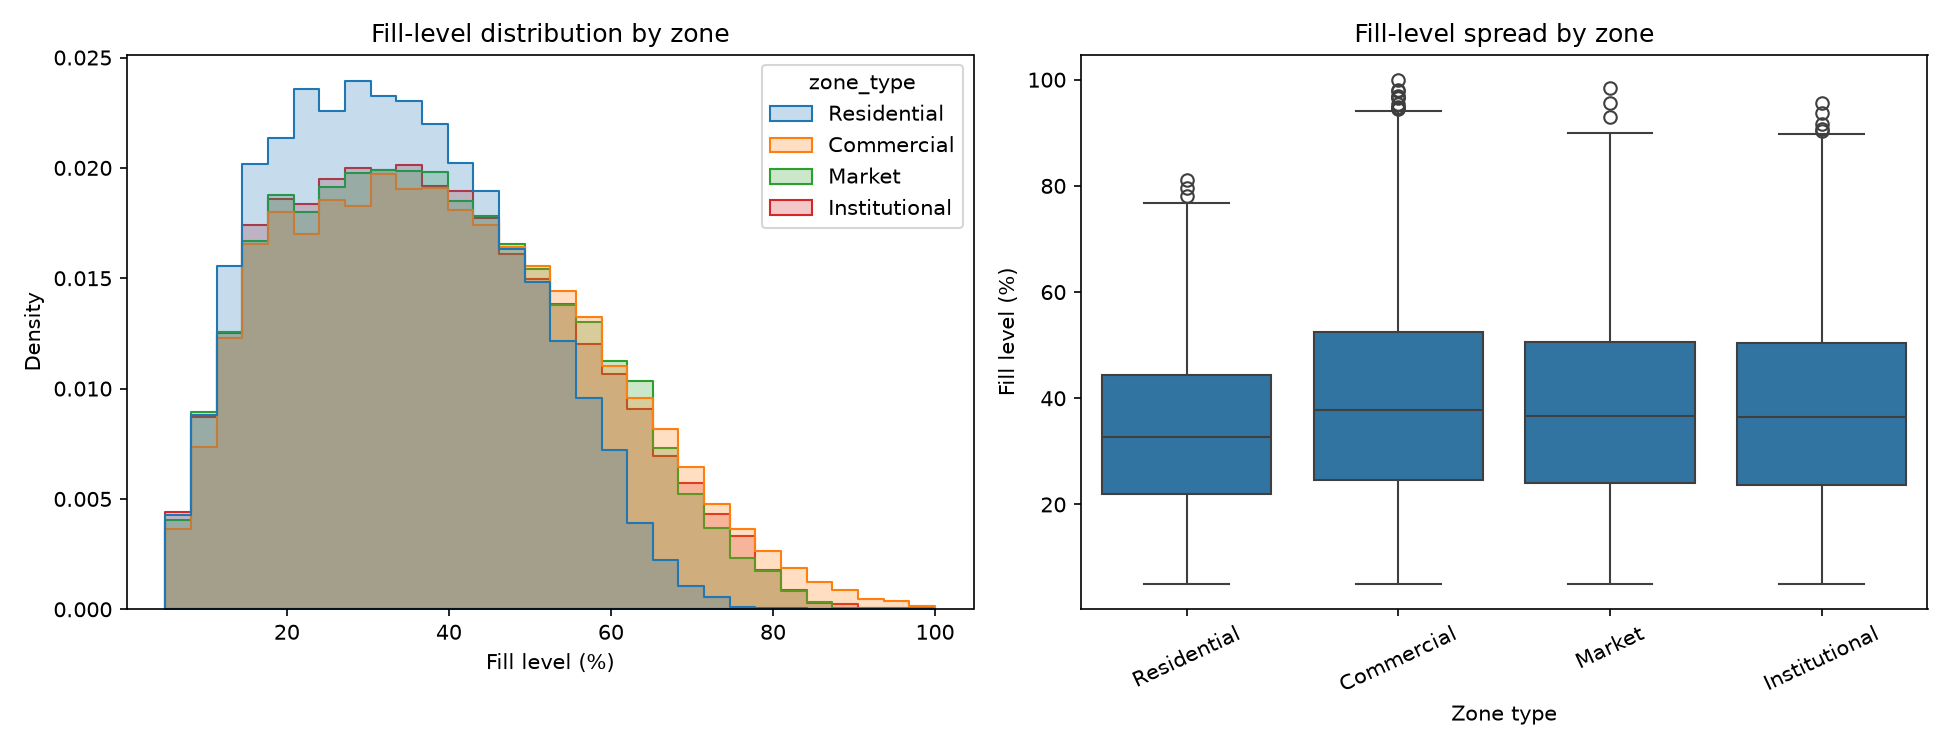 Fill-level distribution by zone
0.025
0.020
0.015
0.010
0.005
0.000
Density
20 40 60 80 100
Fill level (%)
zone_type
Residential
Commercial
Market
Institutional
Fill-level spread by zone
100
80
60
40
20
Fill level (%)
Residential Commercial Market Institutional
Zone type